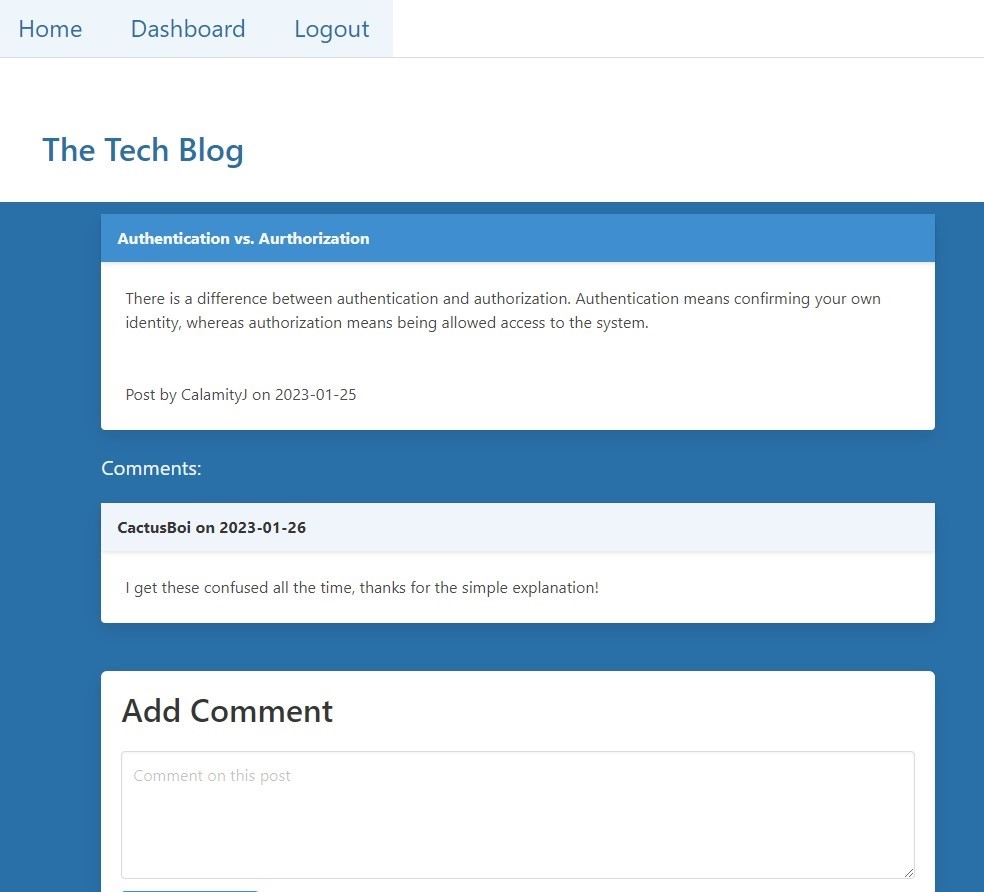 Home Dashboard Logout
The Tech Blog
Authentication vs. Aurthorization
There is a difference between authentication and authorization. Authentication means confirming your own
identity, whereas authorization means being allowed access to the system.
Post by CalamityJ on 2023-01-25
Comments:
CactusBoi on 2023-01-26
I get these confused all the time, thanks for the simple explanation!
Add Comment
Comment on this post